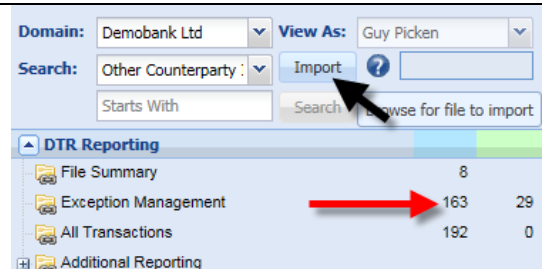 Domain: Demobank Ltd View As: Guy Picken
Search: Other Counterparty Import ?
Starts With Search Browse for file to import
DTR Reporting
File Summary 8
Exception Management 163 29
All Transactions 192 0
Additional Reporting